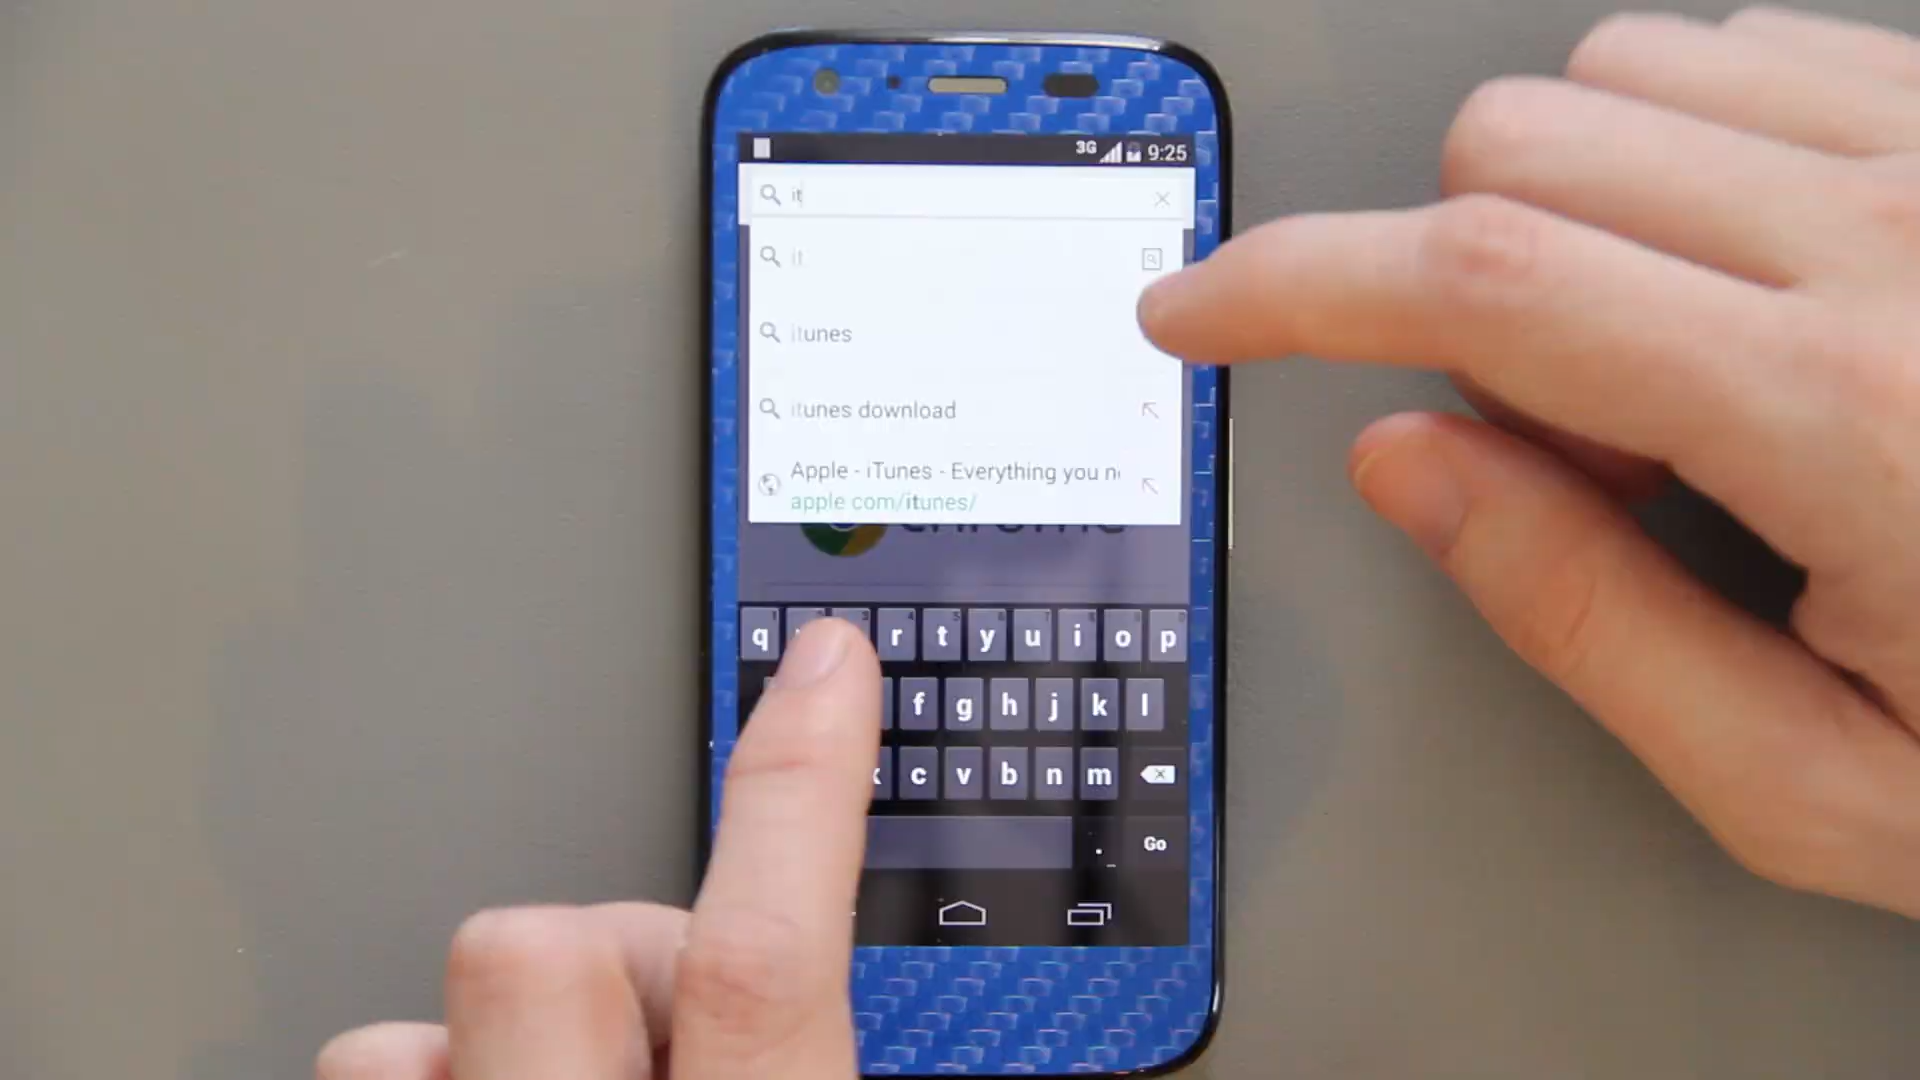 3G 9:25
it
it
itunes
itunes download
Apple - iTunes - Everything you n
apple.com/itunes/
q r t y u i o p
f g h j k l
x c v b n m
. Go